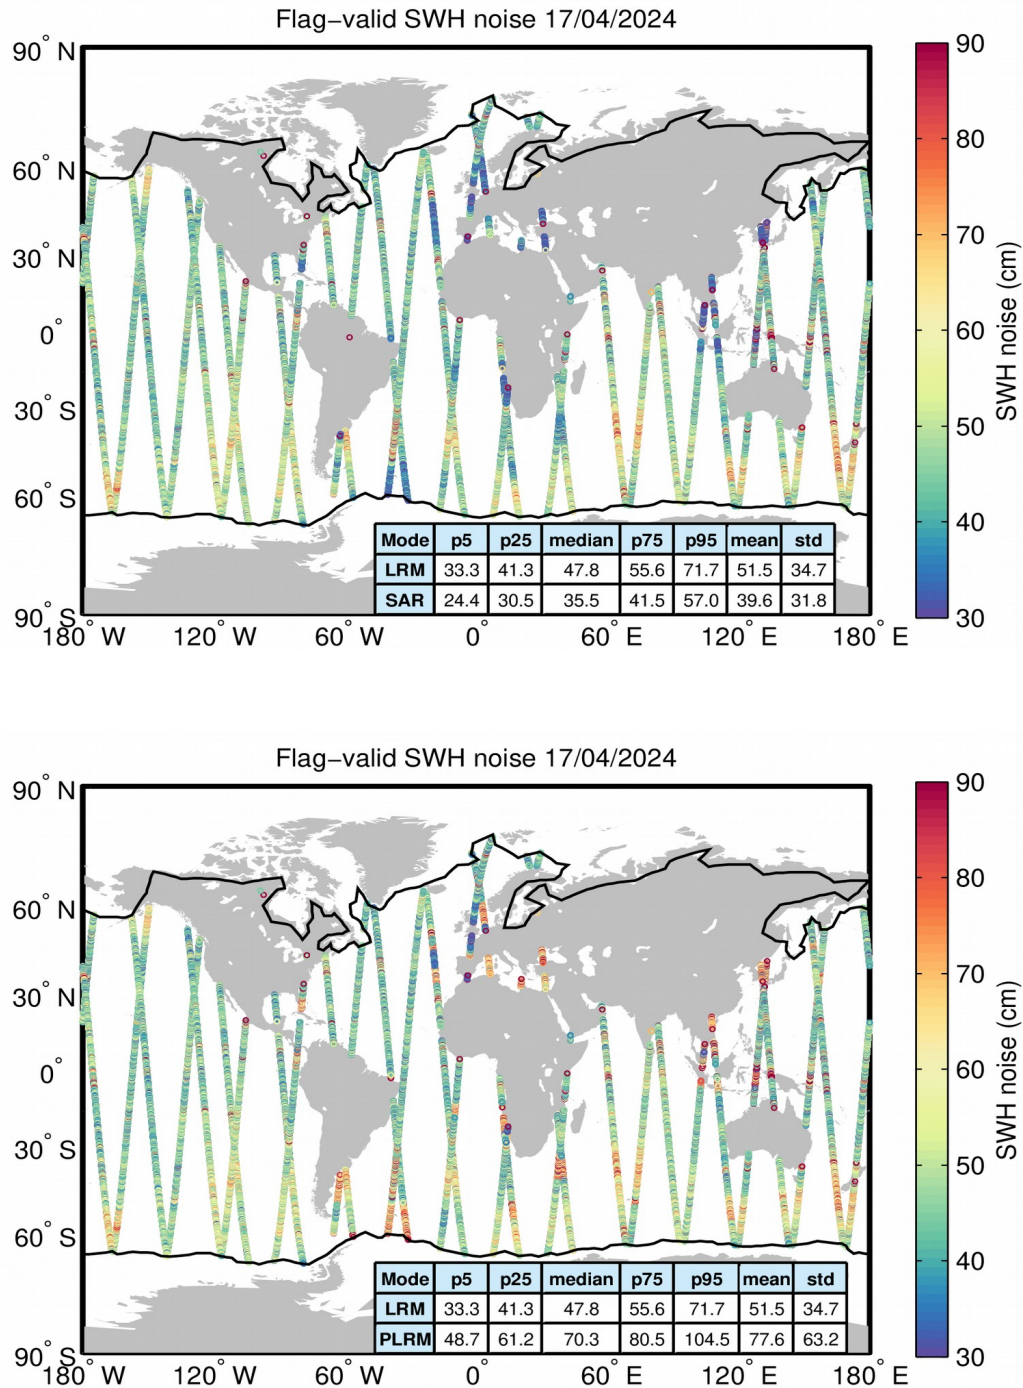 Flag−valid SWH noise 17/04/2024
90° N
60° N
30° N
0°
30° S
60° S
90° S
180° W 120° W 60° W 0° 60° E 120° E 180° E
90
80
70
60
50
40
30
SWH noise (cm)
Mode p5 p25 median p75 p95 mean std
LRM 33.3 41.3 47.8 55.6 71.7 51.5 34.7
SAR 24.4 30.5 35.5 41.5 57.0 39.6 31.8
Flag−valid SWH noise 17/04/2024
90° N
60° N
30° N
0°
30° S
60° S
90° S
180° W 120° W 60° W 0° 60° E 120° E 180° E
90
80
70
60
50
40
30
SWH noise (cm)
Mode p5 p25 median p75 p95 mean std
LRM 33.3 41.3 47.8 55.6 71.7 51.5 34.7
PLRM 48.7 61.2 70.3 80.5 104.5 77.6 63.2